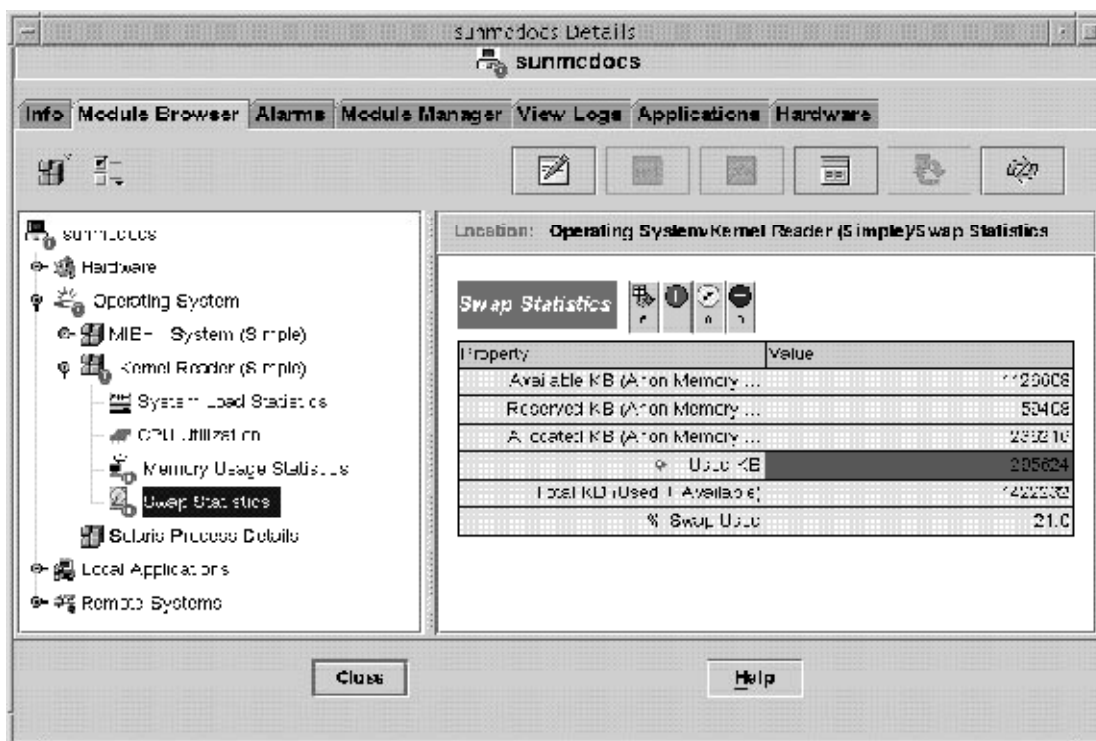 sunmcdocs Details
sunmcdocs
Info Module Browser Alarms Module Manager View Logs Applications Hardware
sunmcdocs
Hardware
Operating System
MIB-II System (Simple)
Kernel Reader (Simple)
System Load Statistics
CPU Utilization
Memory Usage Statistics
Swap Statistics
Solaris Process Details
Local Applications
Remote Systems
Location: Operating System/Kernel Reader (Simple)/Swap Statistics
Swap Statistics
Property Value
Available KB (Anon Memory ... 1126608
Reserved KB (Anon Memory ...
Allocated KB (Anon Memory ...
Used KB 295624
Total KB (Used + Available) 1422232
% Swap Used 21.0
Close Help